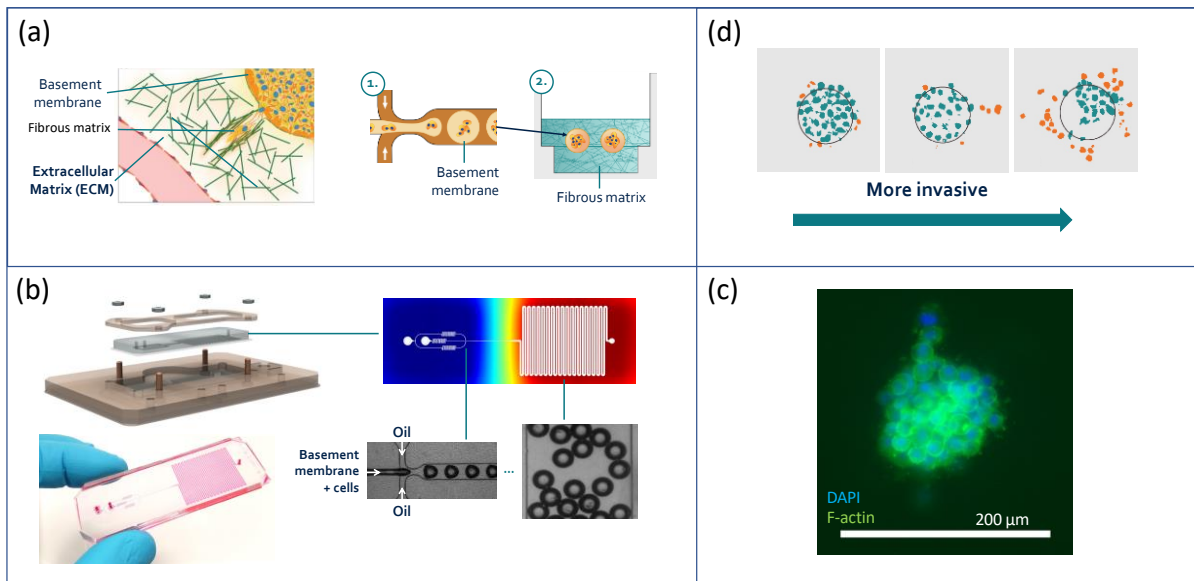 (a)
Basement
membrane
Fibrous matrix
Extracellular
Matrix (ECM)
1.
2.
Basement
membrane
Fibrous matrix
(d)
More invasive
(b)
Oil
Basement
membrane
+ cells
...
Oil
(c)
DAPI
F-actin
200 µm